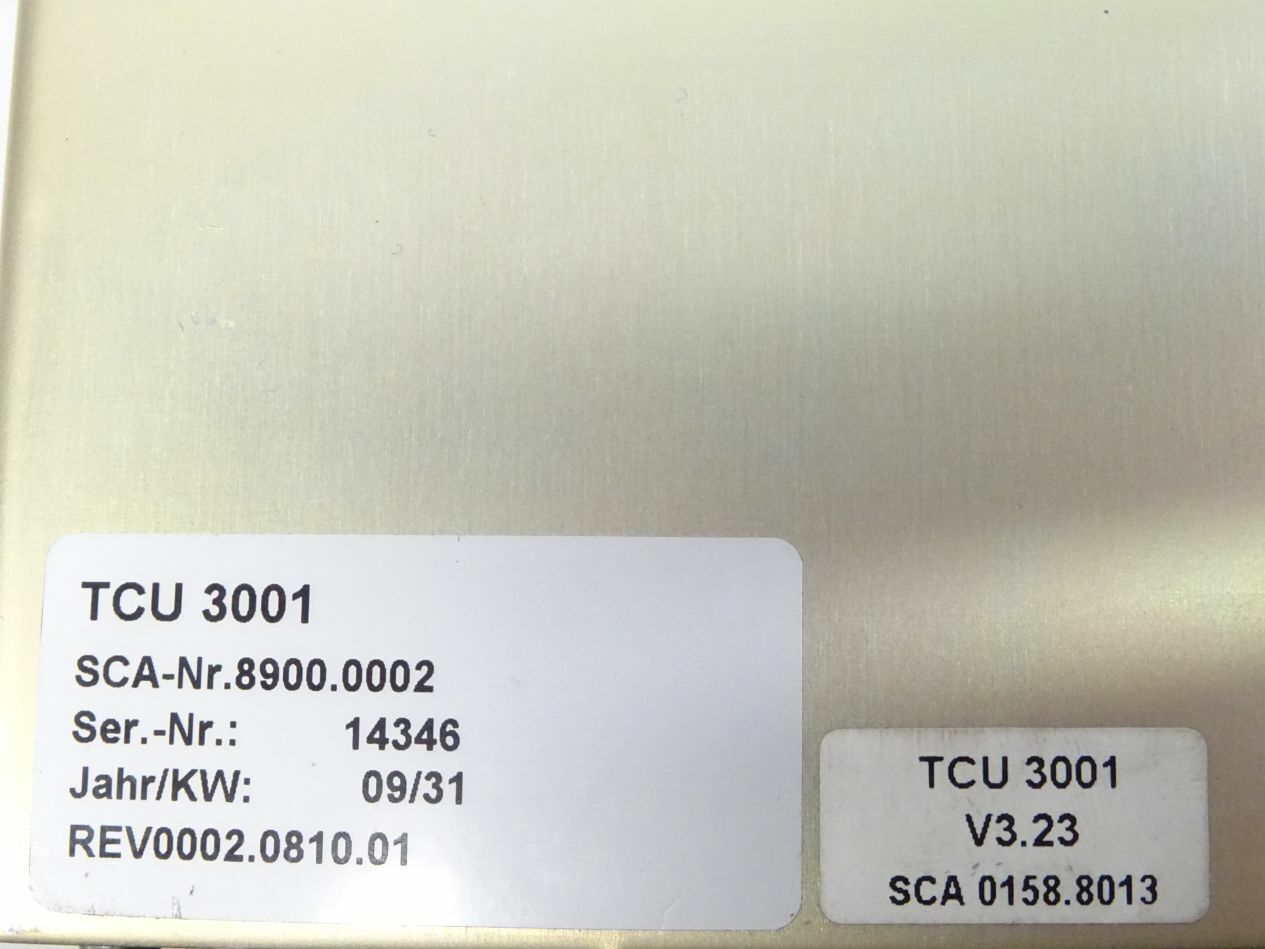 TCU 3001
SCA-Nr.8900.0002
Ser.-Nr.: 14346
Jahr/KW: 09/31
REV0002.0810.01
TCU 3001
V3.23
SCA 0158.8013